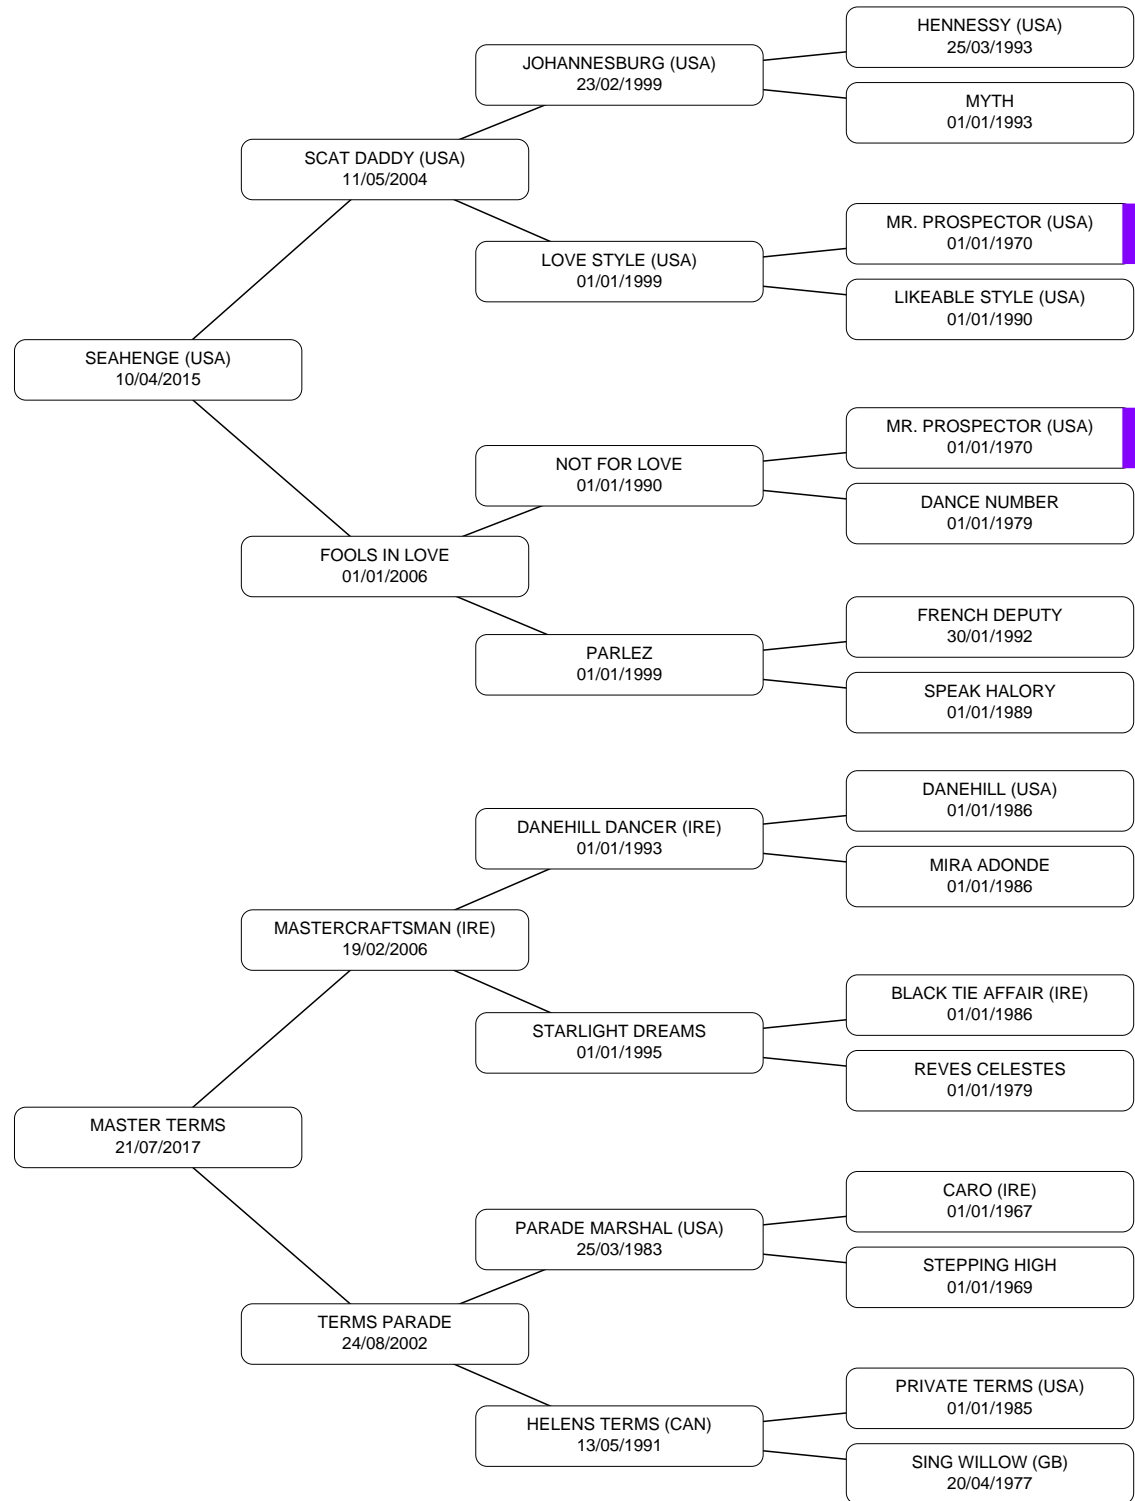 HENNESSY (USA)
25/03/1993
JOHANNESBURG (USA)
23/02/1999
MYTH
01/01/1993
SCAT DADDY (USA)
11/05/2004
MR. PROSPECTOR (USA)
01/01/1970
LOVE STYLE (USA)
01/01/1999
LIKEABLE STYLE (USA)
01/01/1990
SEAHENGE (USA)
10/04/2015
MR. PROSPECTOR (USA)
01/01/1970
NOT FOR LOVE
01/01/1990
DANCE NUMBER
01/01/1979
FOOLS IN LOVE
01/01/2006
FRENCH DEPUTY
30/01/1992
PARLEZ
01/01/1999
SPEAK HALORY
01/01/1989
DANEHILL (USA)
01/01/1986
DANEHILL DANCER (IRE)
01/01/1993
MIRA ADONDE
01/01/1986
MASTERCRAFTSMAN (IRE)
19/02/2006
BLACK TIE AFFAIR (IRE)
01/01/1986
STARLIGHT DREAMS
01/01/1995
REVES CELESTES
01/01/1979
MASTER TERMS
21/07/2017
CARO (IRE)
01/01/1967
PARADE MARSHAL (USA)
25/03/1983
STEPPING HIGH
01/01/1969
TERMS PARADE
24/08/2002
PRIVATE TERMS (USA)
01/01/1985
HELENS TERMS (CAN)
13/05/1991
SING WILLOW (GB)
20/04/1977